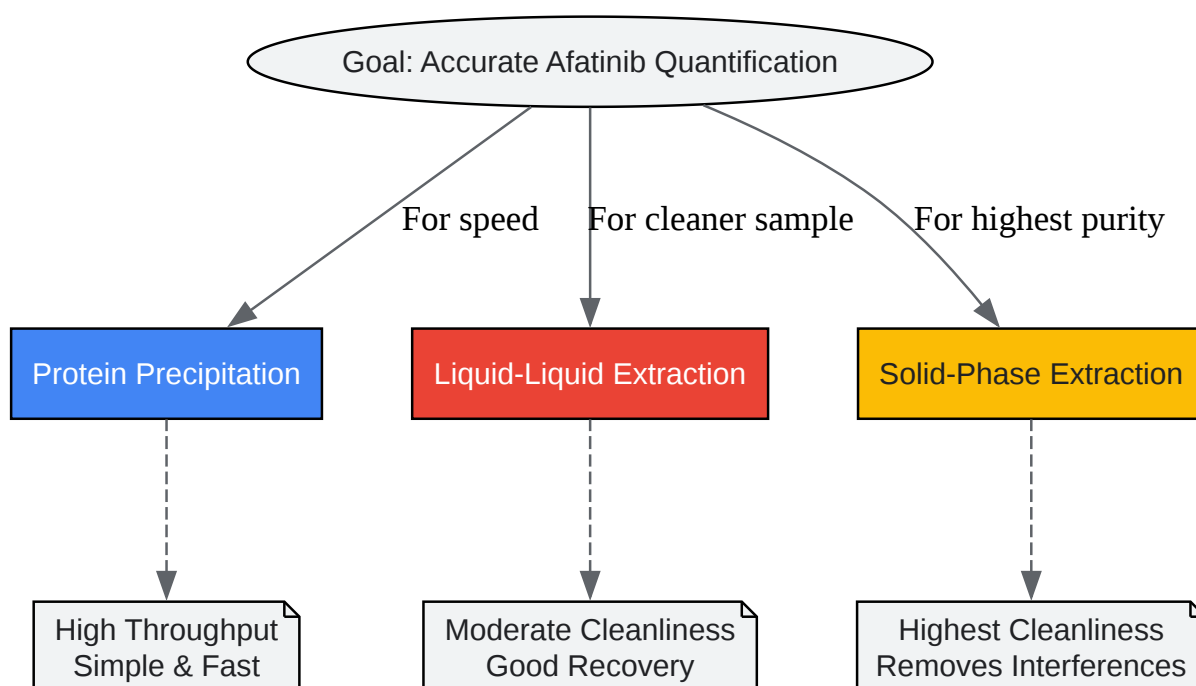 Goal: Accurate Afatinib Quantification
For speed
For cleaner sample
For highest purity
Protein Precipitation
Liquid-Liquid Extraction
Solid-Phase Extraction
High Throughput
Simple & Fast
Moderate Cleanliness
Good Recovery
Highest Cleanliness
Removes Interferences